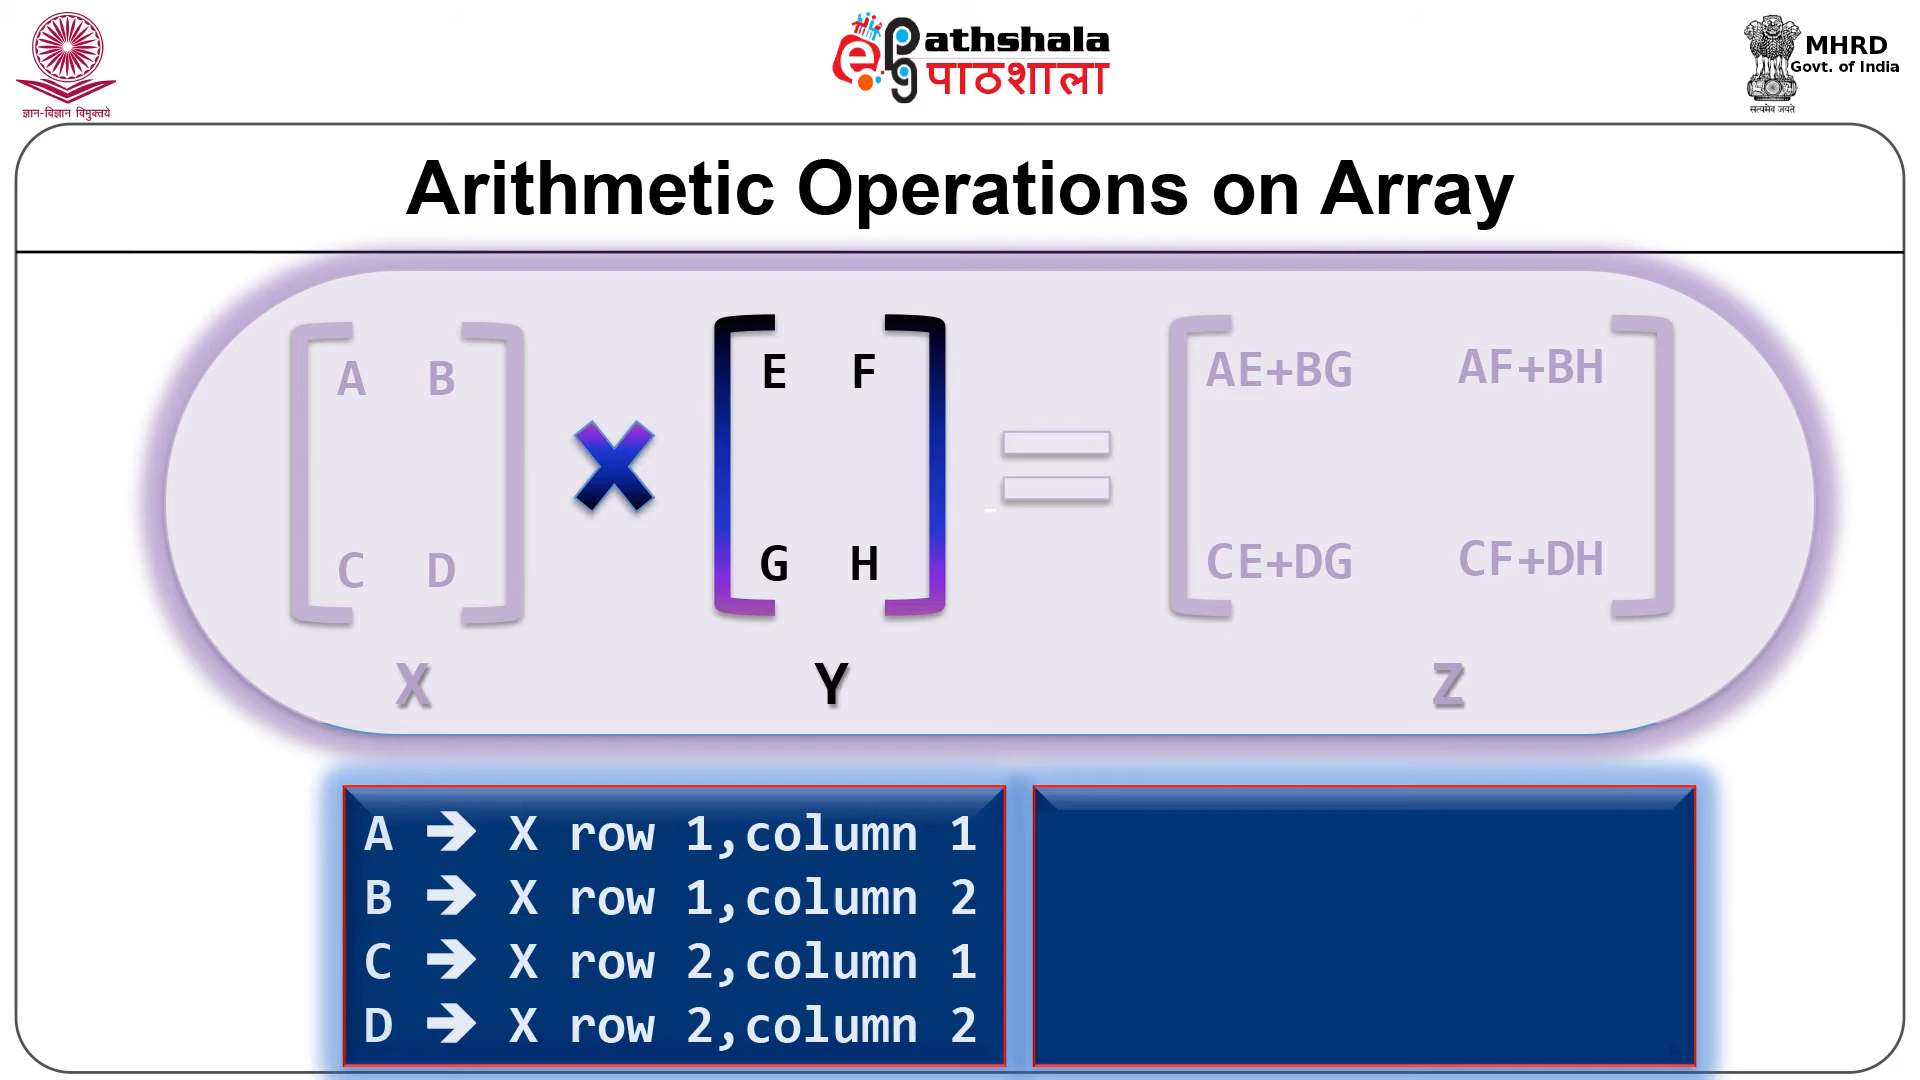 ज्ञान-विज्ञान विमुक्तये
e Pg athshala
पाठशाला
MHRD
Govt. of India
सत्यमेव जयते
Arithmetic Operations on Array
A B
C D
X
×
E F
G H
Y
=
AE+BG AF+BH
CE+DG CF+DH
Z
A ➔ X row 1,column 1
B ➔ X row 1,column 2
C ➔ X row 2,column 1
D ➔ X row 2,column 2